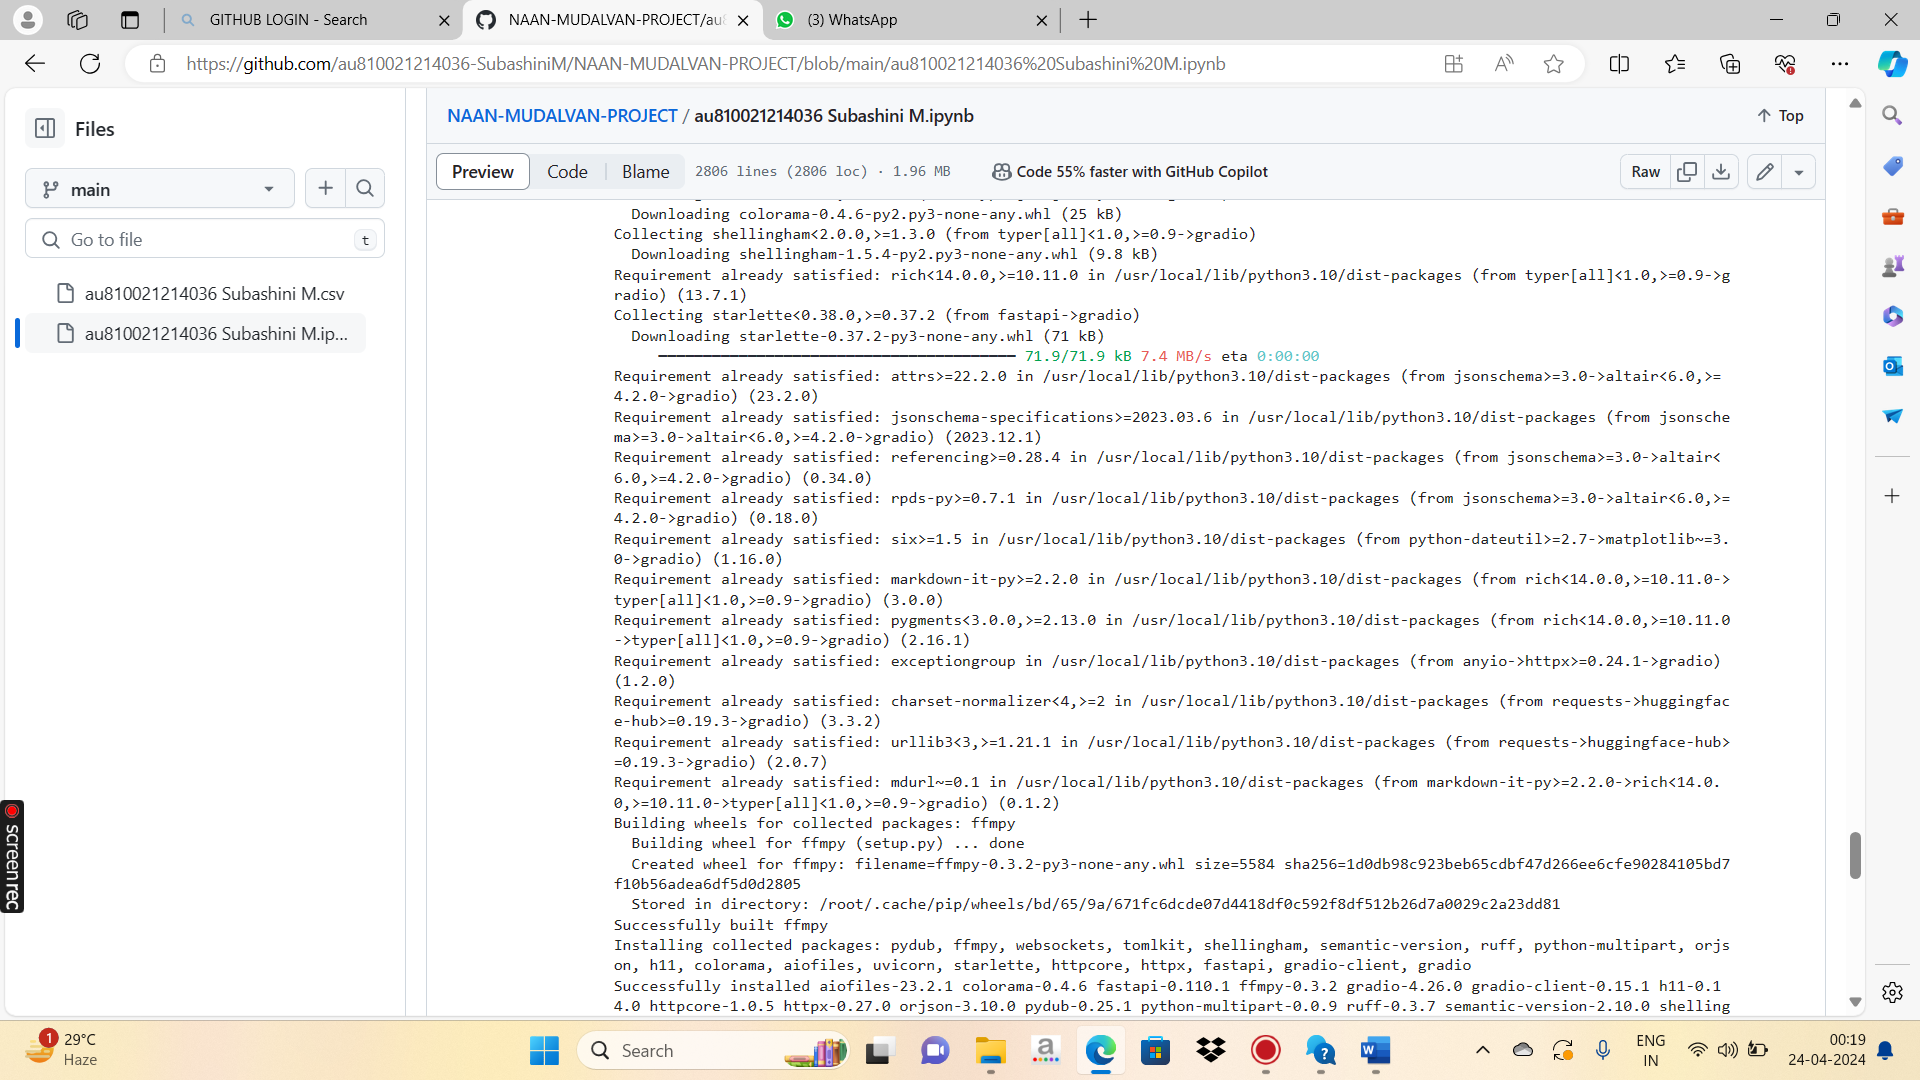 GITHUB LOGIN - Search
NAAN-MUDALVAN-PROJECT/au8
(3) WhatsApp
https://github.com/au810021214036-SubashiniM/NAAN-MUDALVAN-PROJECT/blob/main/au810021214036%20Subashini%20M.ipynb
Files
main
Go to file
t
au810021214036 Subashini M.csv
au810021214036 Subashini M.ip...
NAAN-MUDALVAN-PROJECT / au810021214036 Subashini M.ipynb
Top
Preview
Code
Blame
2806 lines (2806 loc) · 1.96 MB
Code 55% faster with GitHub Copilot
Raw
Downloading colorama-0.4.6-py2.py3-none-any.whl (25 kB)
Collecting shellingham<2.0.0,>=1.3.0 (from typer[all]<1.0,>=0.9->gradio)
Downloading shellingham-1.5.4-py2.py3-none-any.whl (9.8 kB)
Requirement already satisfied: rich<14.0.0,>=10.11.0 in /usr/local/lib/python3.10/dist-packages (from typer[all]<1.0,>=0.9->g
radio) (13.7.1)
Collecting starlette<0.38.0,>=0.37.2 (from fastapi->gradio)
Downloading starlette-0.37.2-py3-none-any.whl (71 kB)
71.9/71.9 kB 7.4 MB/s eta 0:00:00
Requirement already satisfied: attrs>=22.2.0 in /usr/local/lib/python3.10/dist-packages (from jsonschema>=3.0->altair<6.0,>=
4.2.0->gradio) (23.2.0)
Requirement already satisfied: jsonschema-specifications>=2023.03.6 in /usr/local/lib/python3.10/dist-packages (from jsonsche
ma>=3.0->altair<6.0,>=4.2.0->gradio) (2023.12.1)
Requirement already satisfied: referencing>=0.28.4 in /usr/local/lib/python3.10/dist-packages (from jsonschema>=3.0->altair<
6.0,>=4.2.0->gradio) (0.34.0)
Requirement already satisfied: rpds-py>=0.7.1 in /usr/local/lib/python3.10/dist-packages (from jsonschema>=3.0->altair<6.0,>=
4.2.0->gradio) (0.18.0)
Requirement already satisfied: six>=1.5 in /usr/local/lib/python3.10/dist-packages (from python-dateutil>=2.7->matplotlib~=3.
0->gradio) (1.16.0)
Requirement already satisfied: markdown-it-py>=2.2.0 in /usr/local/lib/python3.10/dist-packages (from rich<14.0.0,>=10.11.0->
typer[all]<1.0,>=0.9->gradio) (3.0.0)
Requirement already satisfied: pygments<3.0.0,>=2.13.0 in /usr/local/lib/python3.10/dist-packages (from rich<14.0.0,>=10.11.0
->typer[all]<1.0,>=0.9->gradio) (2.16.1)
Requirement already satisfied: exceptiongroup in /usr/local/lib/python3.10/dist-packages (from anyio->httpx>=0.24.1->gradio)
(1.2.0)
Requirement already satisfied: charset-normalizer<4,>=2 in /usr/local/lib/python3.10/dist-packages (from requests->huggingfac
e-hub>=0.19.3->gradio) (3.3.2)
Requirement already satisfied: urllib3<3,>=1.21.1 in /usr/local/lib/python3.10/dist-packages (from requests->huggingface-hub>
=0.19.3->gradio) (2.0.7)
Requirement already satisfied: mdurl~=0.1 in /usr/local/lib/python3.10/dist-packages (from markdown-it-py>=2.2.0->rich<14.0.
0,>=10.11.0->typer[all]<1.0,>=0.9->gradio) (0.1.2)
Building wheels for collected packages: ffmpy
Building wheel for ffmpy (setup.py) ... done
Created wheel for ffmpy: filename=ffmpy-0.3.2-py3-none-any.whl size=5584 sha256=1d0db98c923beb65cdbf47d266ee6cfe90284105bd7
f10b56adea6df5d0d2805
Stored in directory: /root/.cache/pip/wheels/bd/65/9a/671fc6dcde07d4418df0c592f8df512b26d7a0029c2a23dd81
Successfully built ffmpy
Installing collected packages: pydub, ffmpy, websockets, tomlkit, shellingham, semantic-version, ruff, python-multipart, orjs
on, h11, colorama, aiofiles, uvicorn, starlette, httpcore, httpx, fastapi, gradio-client, gradio
Successfully installed aiofiles-23.2.1 colorama-0.4.6 fastapi-0.110.1 ffmpy-0.3.2 gradio-4.26.0 gradio-client-0.15.1 h11-0.1
4.0 httpcore-1.0.5 httpx-0.27.0 orjson-3.10.0 pydub-0.25.1 python-multipart-0.0.9 ruff-0.3.7 semantic-version-2.10.0 shelling
screenrec
1
29°C
Haze
Search
ENG
IN
00:19
24-04-2024